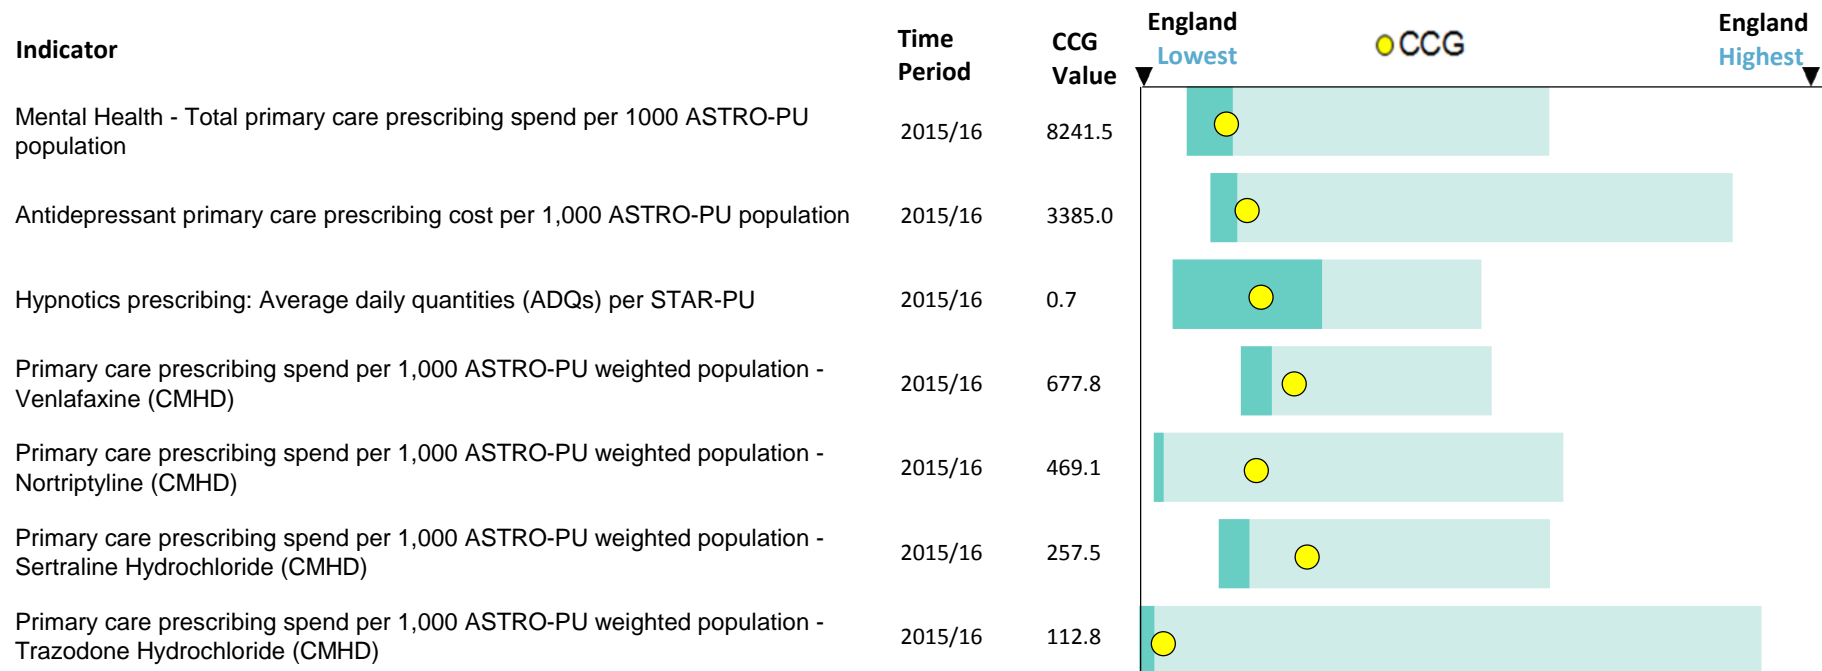 Indicator
Time
Period
CCG
Value
England
Lowest
CCG
England
Highest
Mental Health - Total primary care prescribing spend per 1000 ASTRO-PU
population
2015/16
8241.5
Antidepressant primary care prescribing cost per 1,000 ASTRO-PU population
2015/16
3385.0
Hypnotics prescribing: Average daily quantities (ADQs) per STAR-PU
2015/16
0.7
Primary care prescribing spend per 1,000 ASTRO-PU weighted population -
Venlafaxine (CMHD)
2015/16
677.8
Primary care prescribing spend per 1,000 ASTRO-PU weighted population -
Nortriptyline (CMHD)
2015/16
469.1
Primary care prescribing spend per 1,000 ASTRO-PU weighted population -
Sertraline Hydrochloride (CMHD)
2015/16
257.5
Primary care prescribing spend per 1,000 ASTRO-PU weighted population -
Trazodone Hydrochloride (CMHD)
2015/16
112.8